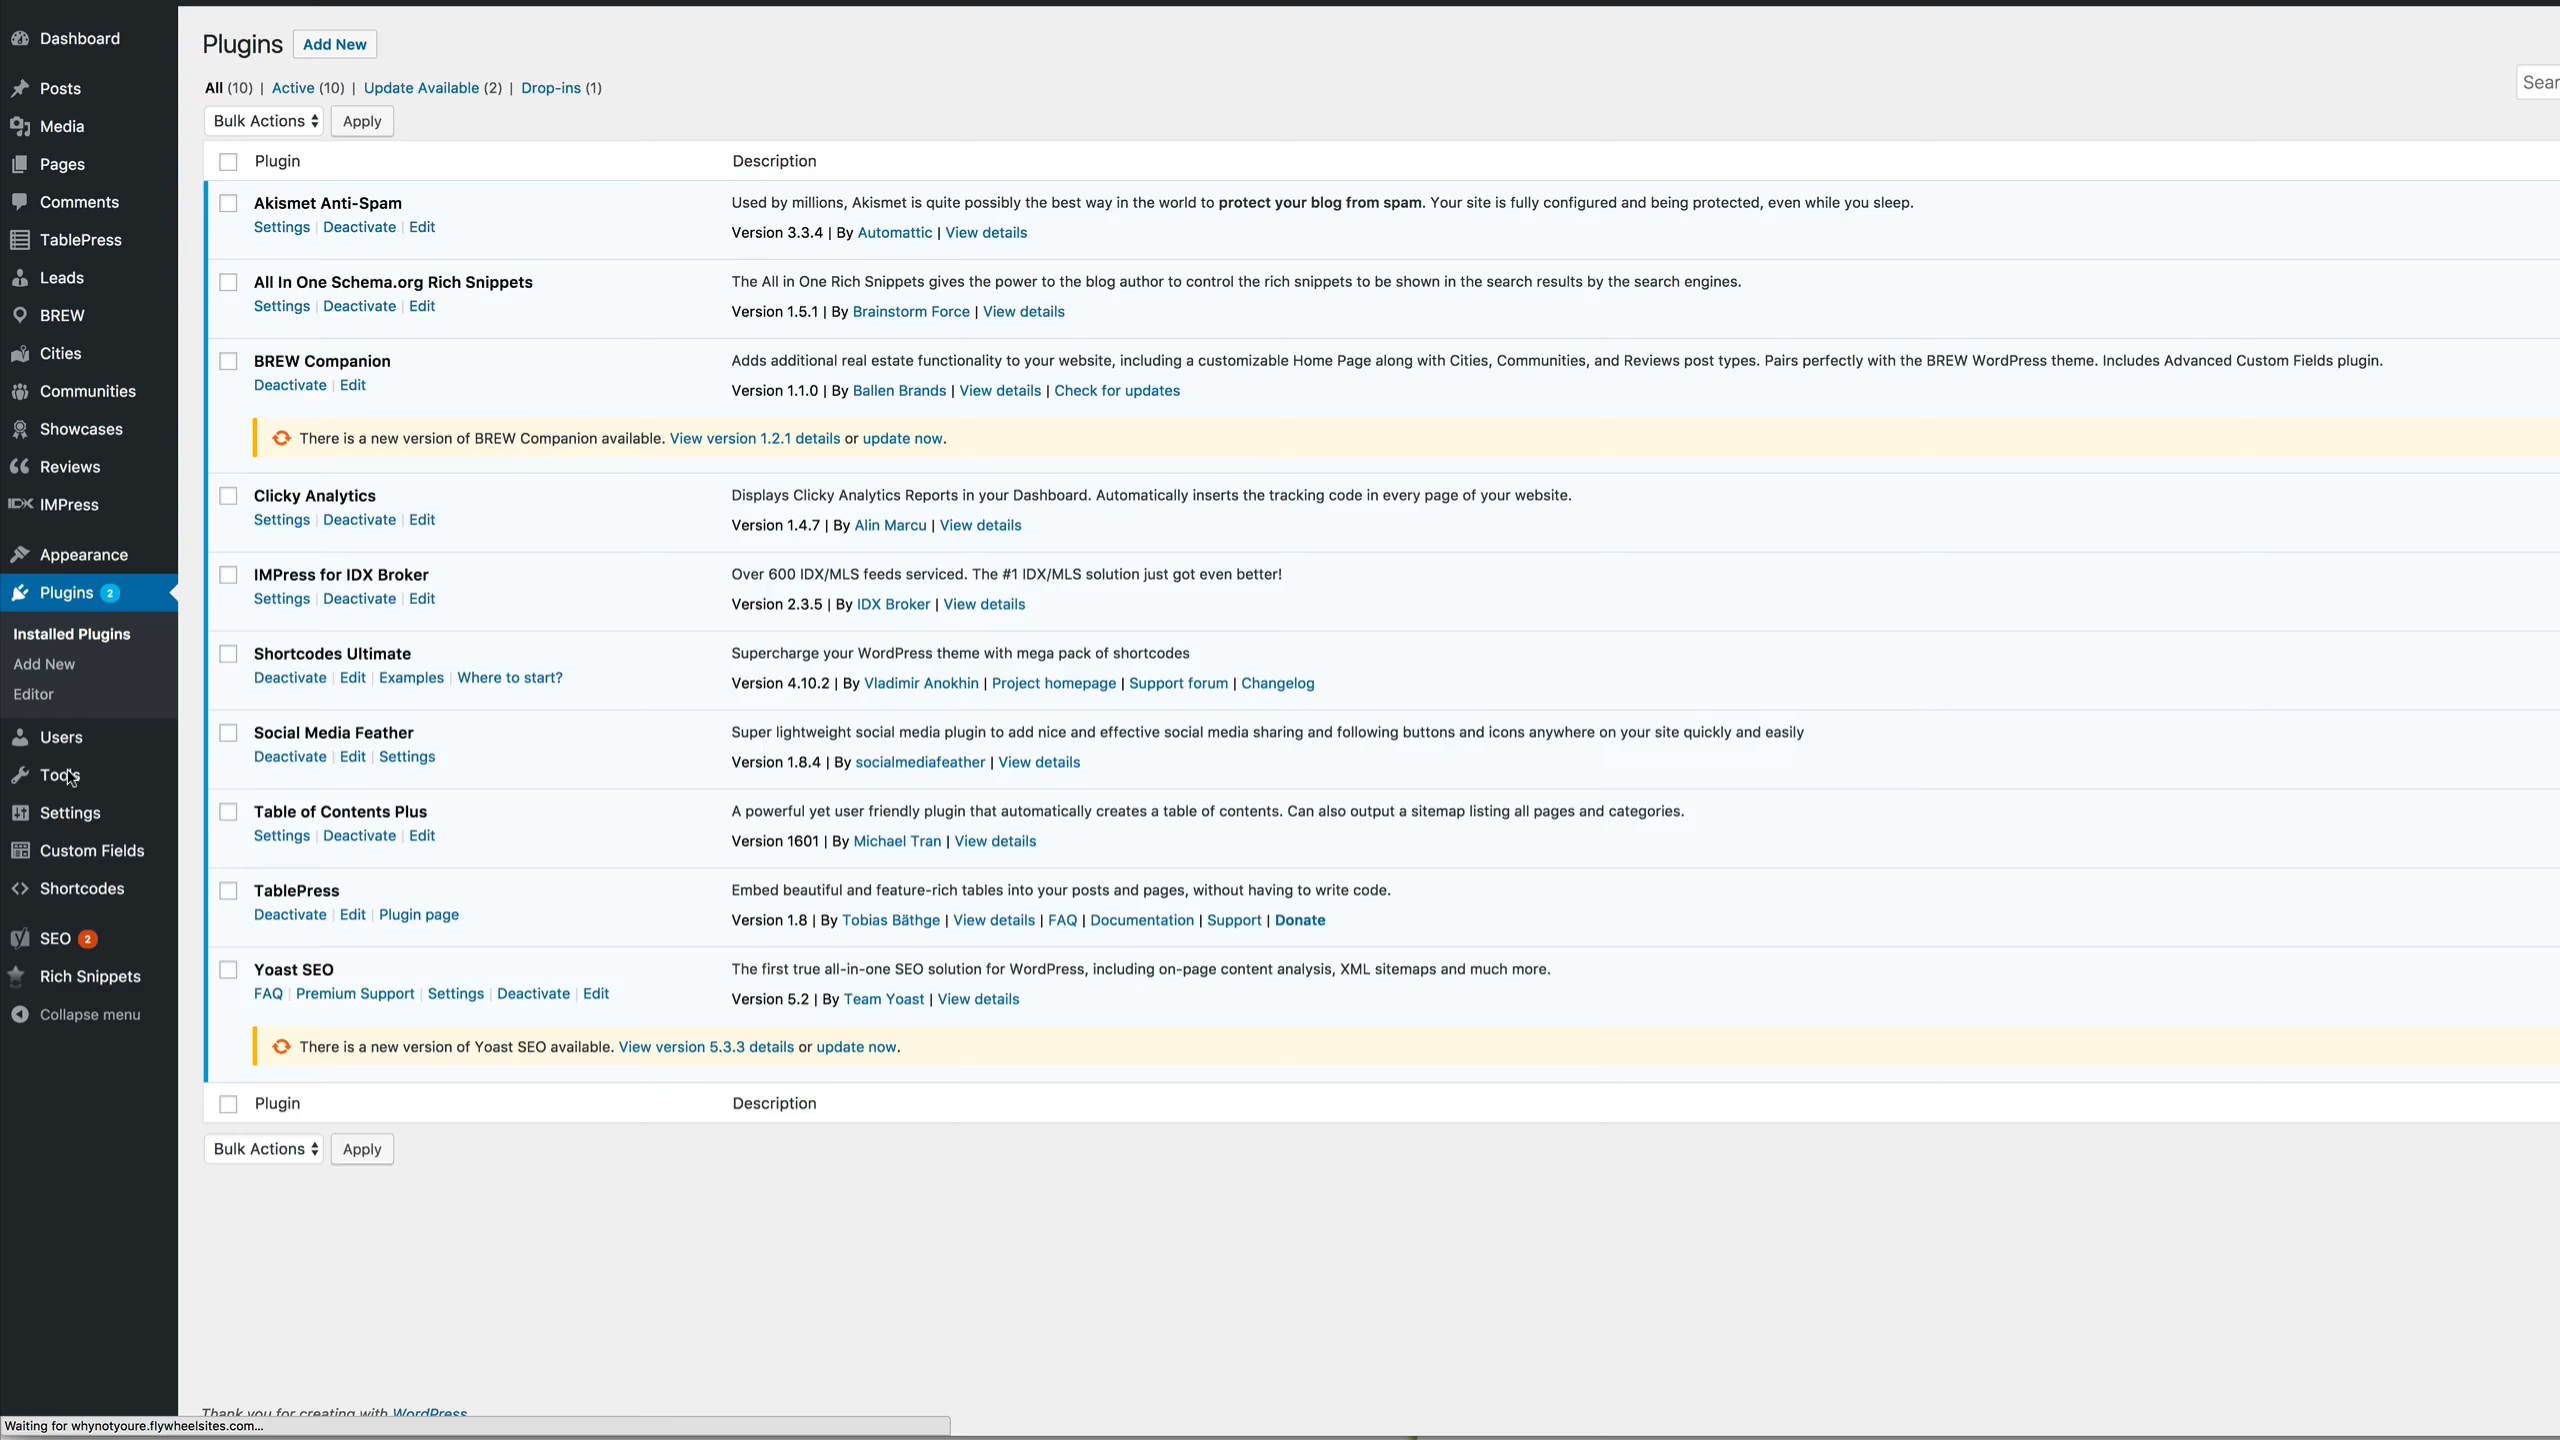 Dashboard
Posts
Media
Pages
Comments
TablePress
Leads
BREW
Cities
Communities
Showcases
Reviews
IDX IMPress
Appearance
Plugins 2
Installed Plugins
Add New
Editor
Users
Tools
Settings
Custom Fields
Shortcodes
SEO 2
Rich Snippets
Collapse menu
Plugins Add New
All (10) | Active (10) | Update Available (2) | Drop-ins (1)
Sear
Bulk Actions Apply
Plugin Description
Akismet Anti-Spam
Settings | Deactivate | Edit
Used by millions, Akismet is quite possibly the best way in the world to protect your blog from spam. Your site is fully configured and being protected, even while you sleep.
Version 3.3.4 | By Automattic | View details
All In One Schema.org Rich Snippets
Settings | Deactivate | Edit
The All in One Rich Snippets gives the power to the blog author to control the rich snippets to be shown in the search results by the search engines.
Version 1.5.1 | By Brainstorm Force | View details
BREW Companion
Deactivate | Edit
Adds additional real estate functionality to your website, including a customizable Home Page along with Cities, Communities, and Reviews post types. Pairs perfectly with the BREW WordPress theme. Includes Advanced Custom Fields plugin.
Version 1.1.0 | By Ballen Brands | View details | Check for updates
There is a new version of BREW Companion available. View version 1.2.1 details or update now.
Clicky Analytics
Settings | Deactivate | Edit
Displays Clicky Analytics Reports in your Dashboard. Automatically inserts the tracking code in every page of your website.
Version 1.4.7 | By Alin Marcu | View details
IMPress for IDX Broker
Settings | Deactivate | Edit
Over 600 IDX/MLS feeds serviced. The #1 IDX/MLS solution just got even better!
Version 2.3.5 | By IDX Broker | View details
Shortcodes Ultimate
Deactivate | Edit | Examples | Where to start?
Supercharge your WordPress theme with mega pack of shortcodes
Version 4.10.2 | By Vladimir Anokhin | Project homepage | Support forum | Changelog
Social Media Feather
Deactivate | Edit | Settings
Super lightweight social media plugin to add nice and effective social media sharing and following buttons and icons anywhere on your site quickly and easily
Version 1.8.4 | By socialmediafeather | View details
Table of Contents Plus
Settings | Deactivate | Edit
A powerful yet user friendly plugin that automatically creates a table of contents. Can also output a sitemap listing all pages and categories.
Version 1601 | By Michael Tran | View details
TablePress
Deactivate | Edit | Plugin page
Embed beautiful and feature-rich tables into your posts and pages, without having to write code.
Version 1.8 | By Tobias Bäthge | View details | FAQ | Documentation | Support | Donate
Yoast SEO
FAQ | Premium Support | Settings | Deactivate | Edit
The first true all-in-one SEO solution for WordPress, including on-page content analysis, XML sitemaps and much more.
Version 5.2 | By Team Yoast | View details
There is a new version of Yoast SEO available. View version 5.3.3 details or update now.
Plugin Description
Bulk Actions Apply
Thank you for creating with WordPress
Waiting for whynotyoure.flywheelsites.com...